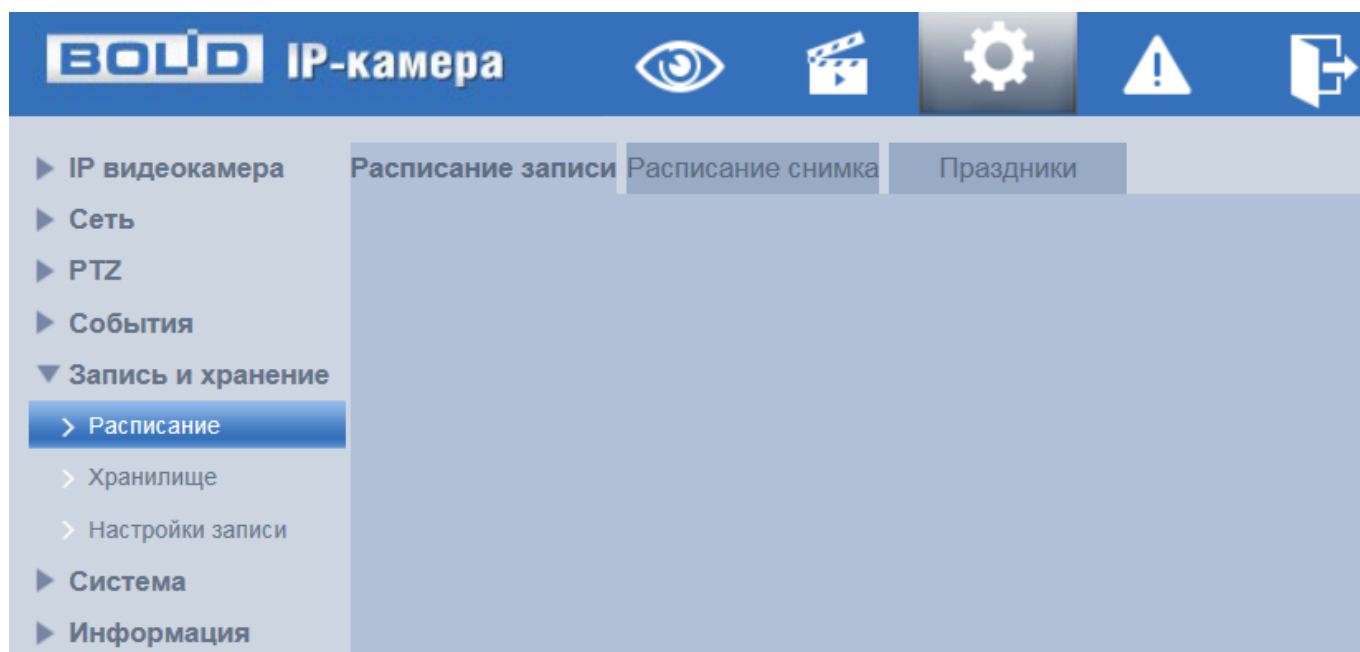 BOLID IP-камера
IP видеокамера
Сеть
PTZ
События
Запись и хранение
Расписание
Хранилище
Настройки записи
Система
Информация
Расписание записи Расписание снимка Праздники